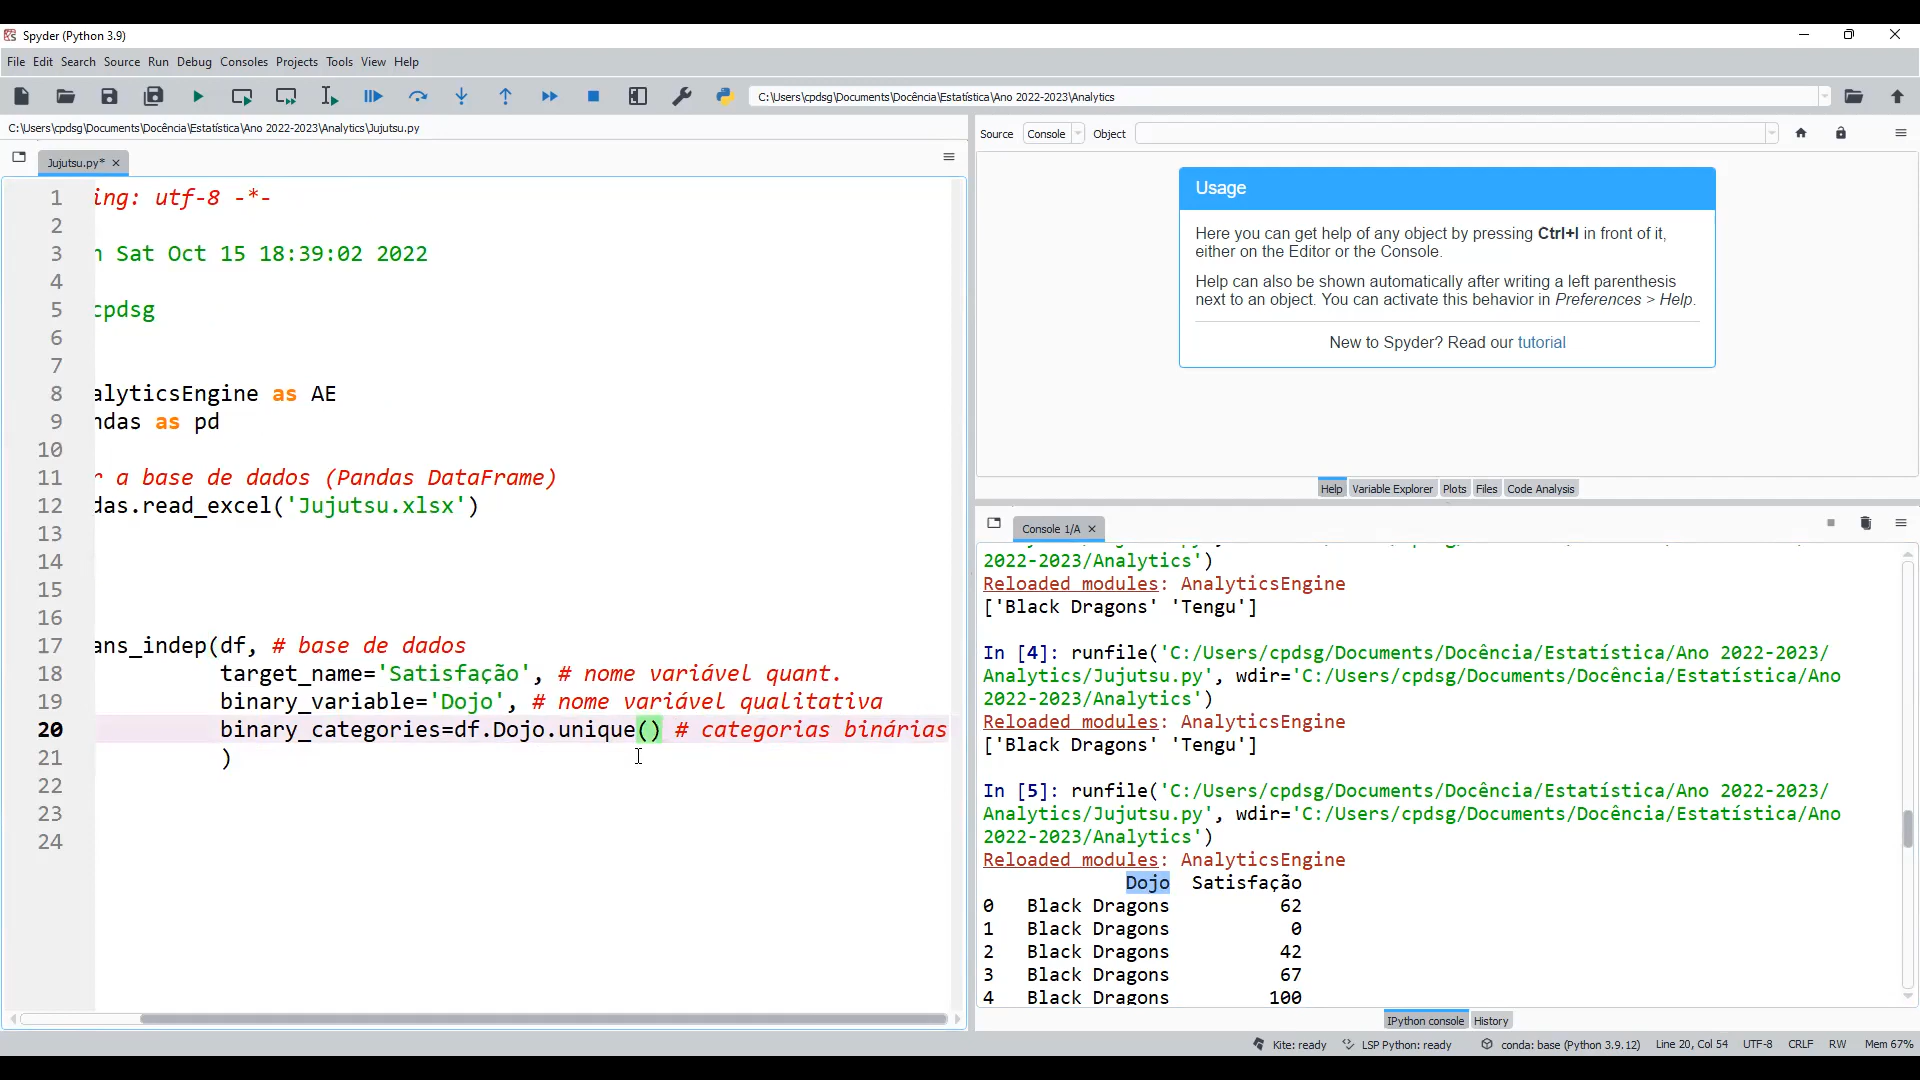 Spyder (Python 3.9)
File Edit Search Source Run Debug Consoles Projects Tools View Help
C:\Users\cpdsg\Documents\Docência\Estatística\Ano 2022-2023\Analytics
C:\Users\cpdsg\Documents\Docência\Estatística\Ano 2022-2023\Analytics\Jujutsu.py
Jujutsu.py*
1 ing: utf-8 -*-
2
3 n Sat Oct 15 18:39:02 2022
4
5 cpdsg
6
7
8 alyticsEngine as AE
9 ndas as pd
10
11 r a base de dados (Pandas DataFrame)
12 das.read_excel('Jujutsu.xlsx')
13
14
15
16
17 ans_indep(df, # base de dados
18 target_name='Satisfação', # nome variável quant.
19 binary_variable='Dojo', # nome variável qualitativa
20 binary_categories=df.Dojo.unique() # categorias binárias
21 )
22
23
24
Source Console Object
Usage
Here you can get help of any object by pressing Ctrl+I in front of it,
either on the Editor or the Console.
Help can also be shown automatically after writing a left parenthesis
next to an object. You can activate this behavior in Preferences > Help.
New to Spyder? Read our tutorial
Help Variable Explorer Plots Files Code Analysis
Console 1/A
2022-2023/Analytics')
Reloaded modules: AnalyticsEngine
['Black Dragons' 'Tengu']
In [4]: runfile('C:/Users/cpdsg/Documents/Docência/Estatística/Ano 2022-2023/
Analytics/Jujutsu.py', wdir='C:/Users/cpdsg/Documents/Docência/Estatística/Ano
2022-2023/Analytics')
Reloaded modules: AnalyticsEngine
['Black Dragons' 'Tengu']
In [5]: runfile('C:/Users/cpdsg/Documents/Docência/Estatística/Ano 2022-2023/
Analytics/Jujutsu.py', wdir='C:/Users/cpdsg/Documents/Docência/Estatística/Ano
2022-2023/Analytics')
Reloaded modules: AnalyticsEngine
Dojo Satisfação
0 Black Dragons 62
1 Black Dragons 0
2 Black Dragons 42
3 Black Dragons 67
4 Black Dragons 100
IPython console History
Kite: ready LSP Python: ready conda: base (Python 3.9.12) Line 20, Col 54 UTF-8 CRLF RW Mem 67%